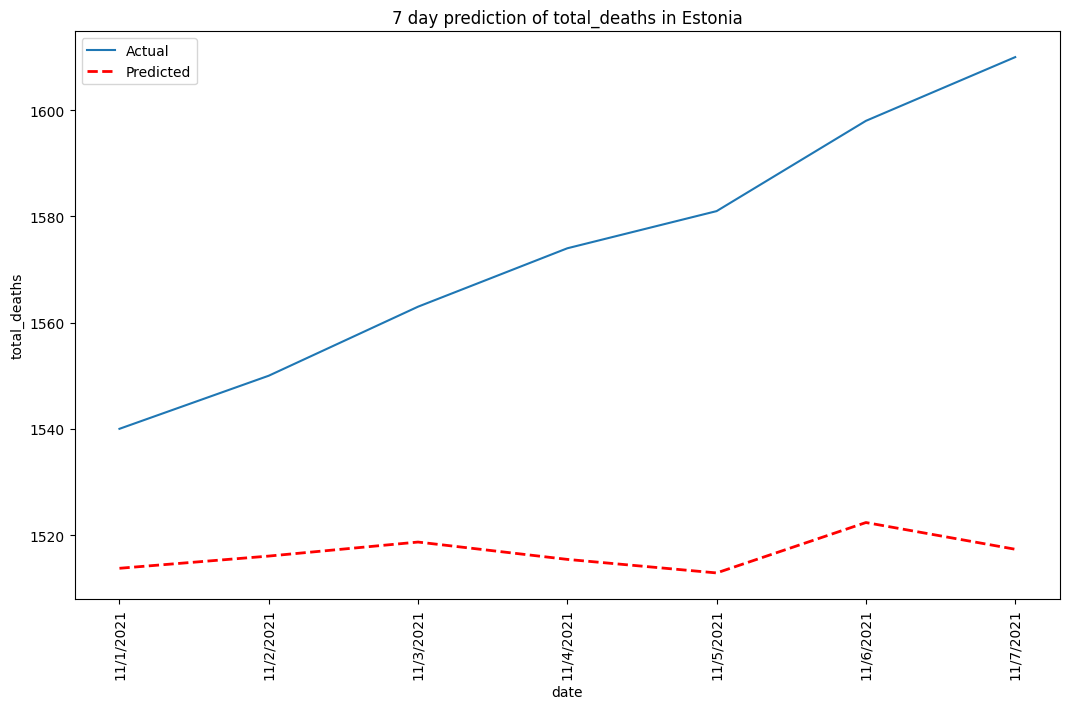 7 day prediction of total_deaths in Estonia
Actual
Predicted
1600
1580
1560
1540
1520
total_deaths
11/1/2021
11/2/2021
11/3/2021
11/4/2021
11/5/2021
11/6/2021
11/7/2021
date